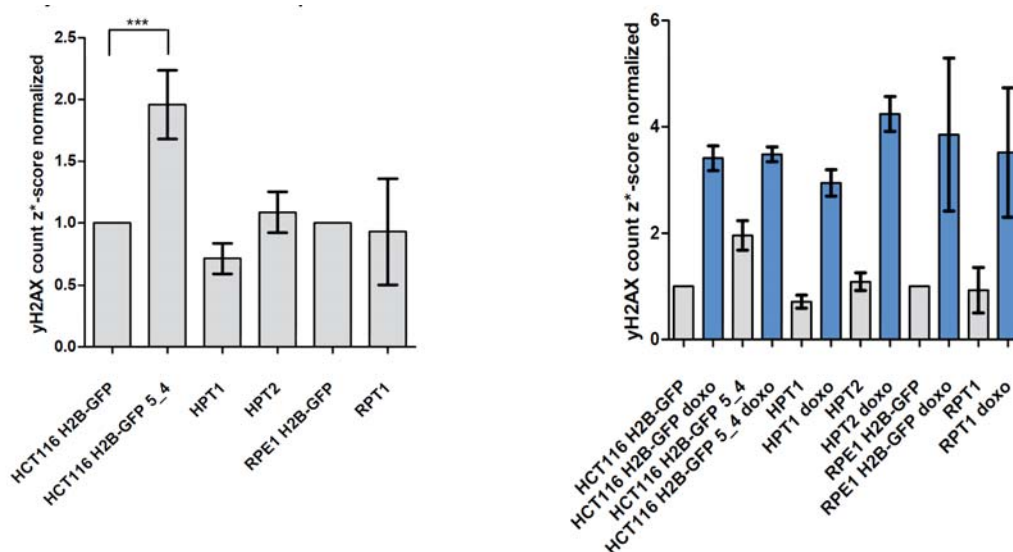 ***
yH2AX count z*-score normalized
2.5
2.0
1.5
1.0
0.5
0.0
HCT116 H2B-GFP
HCT116 H2B-GFP 5_4
HPT1
HPT2
RPE1 H2B-GFP
RPT1
yH2AX count z*-score normalized
6
4
2
0
HCT116 H2B-GFP
HCT116 H2B-GFP doxo
HCT116 H2B-GFP 5_4
HCT116 H2B-GFP 5_4 doxo
HPT1
HPT1 doxo
HPT2
HPT2 doxo
RPE1 H2B-GFP
RPE1 H2B-GFP doxo
RPT1
RPT1 doxo